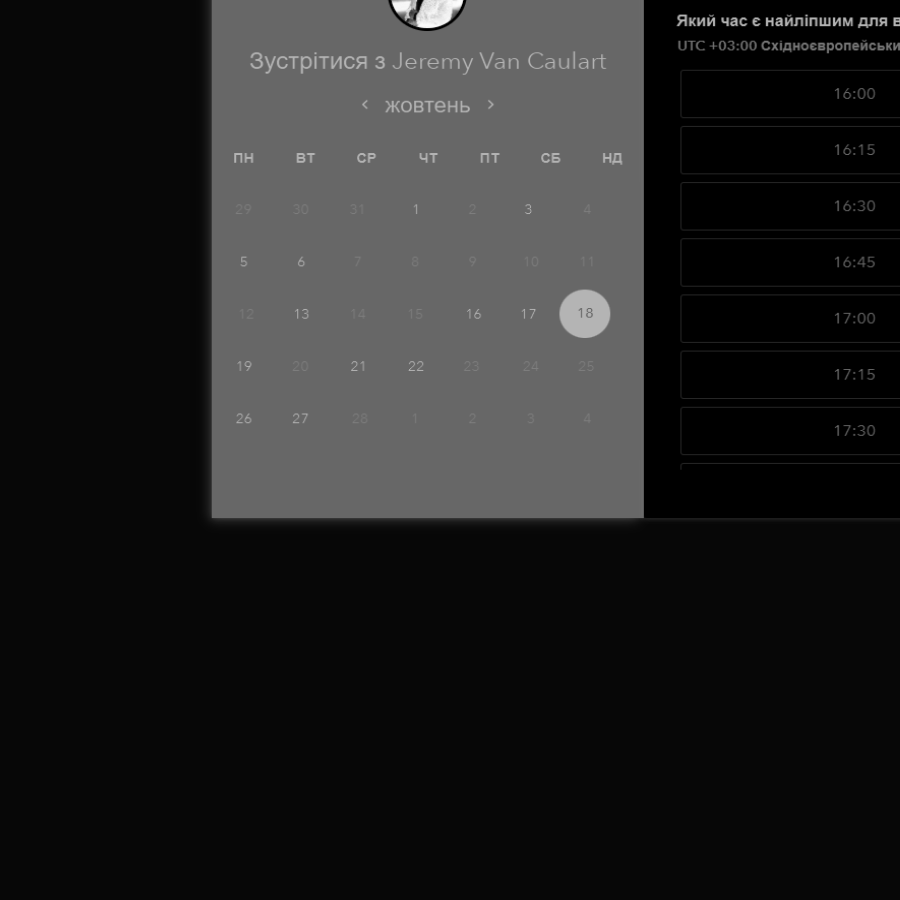 Зустрітися з Jeremy Van Caulart
жовтень
ПН ВТ СР ЧТ ПТ СБ НД
29 30 31 1 2 3 4
5 6 7 8 9 10 11
12 13 14 15 16 17 18
19 20 21 22 23 24 25
26 27 28 1 2 3 4
Який час є найліпшим для
UTC +03:00
16:00
16:15
16:30
16:45
17:00
17:15
17:30